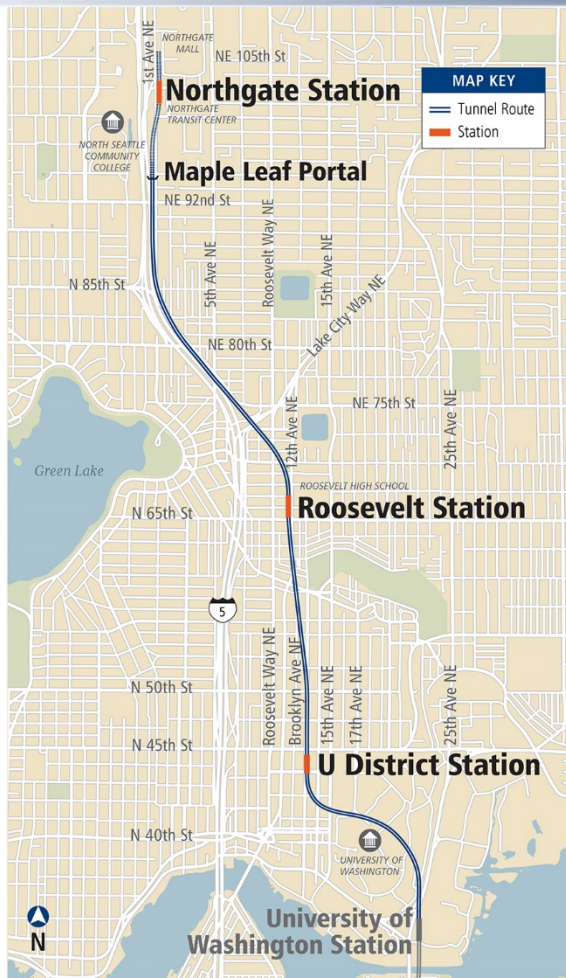 NORTHGATE
MALL
1st Ave NE
NE 105th St
MAP KEY
Tunnel Route
Station
Northgate Station
NORTHGATE
TRANSIT CENTER
NORTH SEATTLE
COMMUNITY
COLLEGE
Maple Leaf Portal
NE 92nd St
5th Ave NE
Roosevelt Way NE
15th Ave NE
N 85th St
Lake City Way NE
NE 80th St
12th Ave NE
NE 75th St
25th Ave NE
Green Lake
ROOSEVELT HIGH SCHOOL
Roosevelt Station
N 65th St
5
Roosevelt Way NE
Brooklyn Ave NE
15th Ave NE
17th Ave NE
25th Ave NE
N 50th St
N 45th St
U District Station
N 40th St
UNIVERSITY OF
WASHINGTON
University of
Washington Station
N